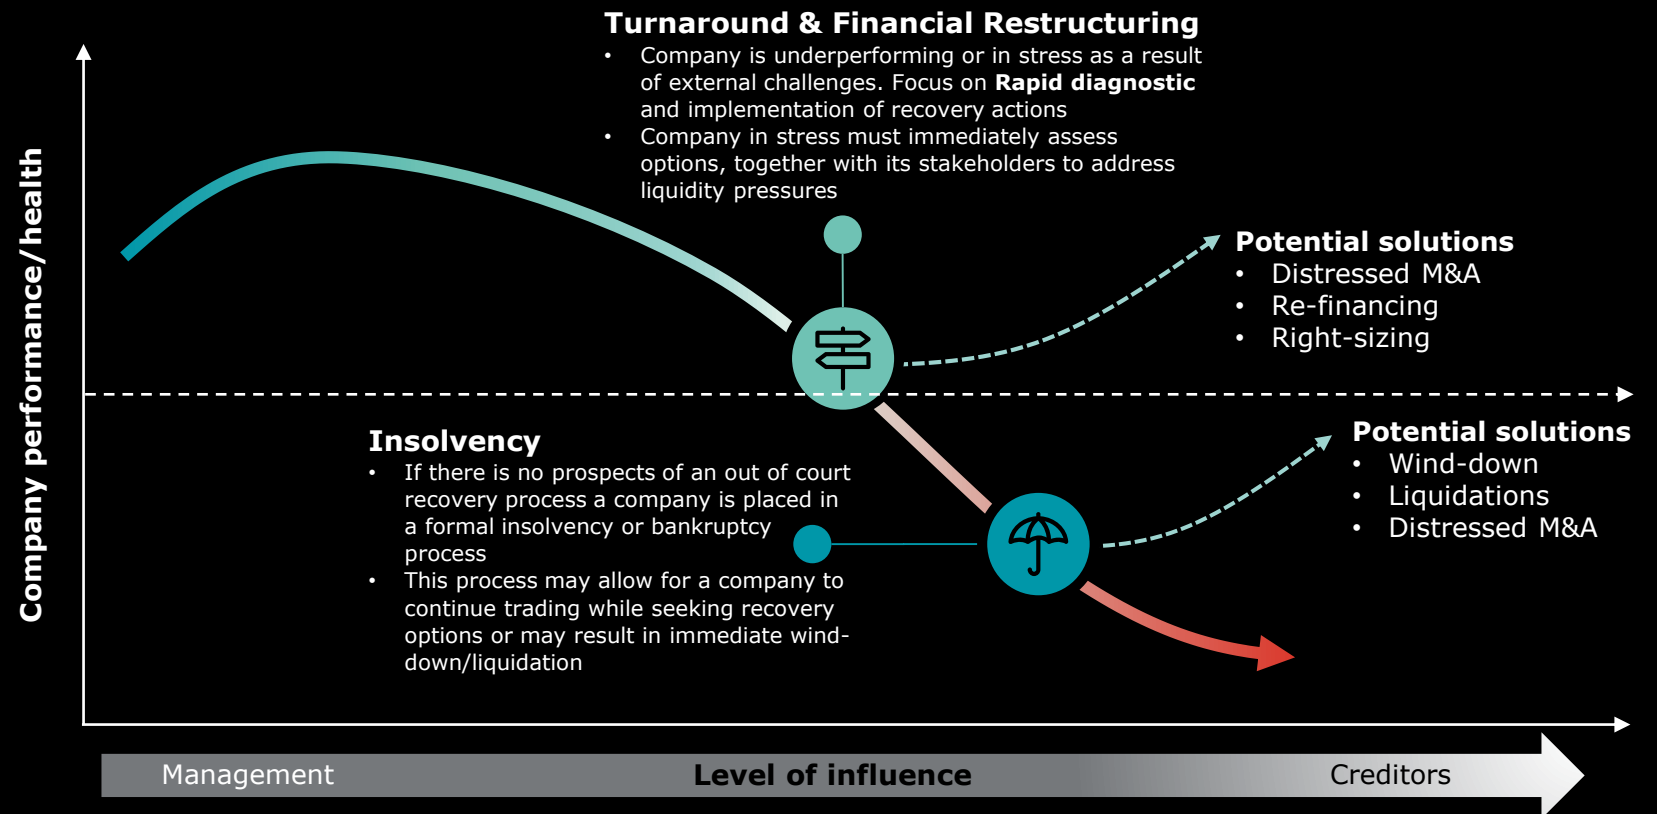 Turnaround & Financial Restructuring
• Company is underperforming or in stress as a result
of external challenges. Focus on Rapid diagnostic
and implementation of recovery actions
• Company in stress must immediately assess
options, together with its stakeholders to address
liquidity pressures
Company performance/health
Potential solutions
• Distressed M&A
• Re-financing
• Right-sizing
Insolvency
• If there is no prospects of an out of court
recovery process a company is placed in
a formal insolvency or bankruptcy
process
• This process may allow for a company to
continue trading while seeking recovery
options or may result in immediate wind-
down/liquidation
Potential solutions
• Wind-down
• Liquidations
• Distressed M&A
Management
Level of influence
Creditors